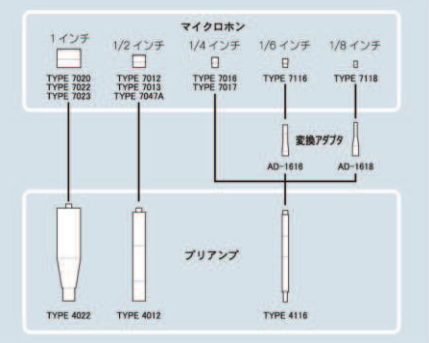 マイクロホン
1 インチ
1/2 インチ
1/4 インチ
1/6 インチ
1/8 インチ
TYPE 7020
TYPE 7022
TYPE 7023
TYPE 7012
TYPE 7013
TYPE 7047A
TYPE 7016
TYPE 7017
TYPE 7116
TYPE 7118
変換アダプタ
AD-1616
AD-1618
プリアンプ
TYPE 4022
TYPE 4012
TYPE 4116